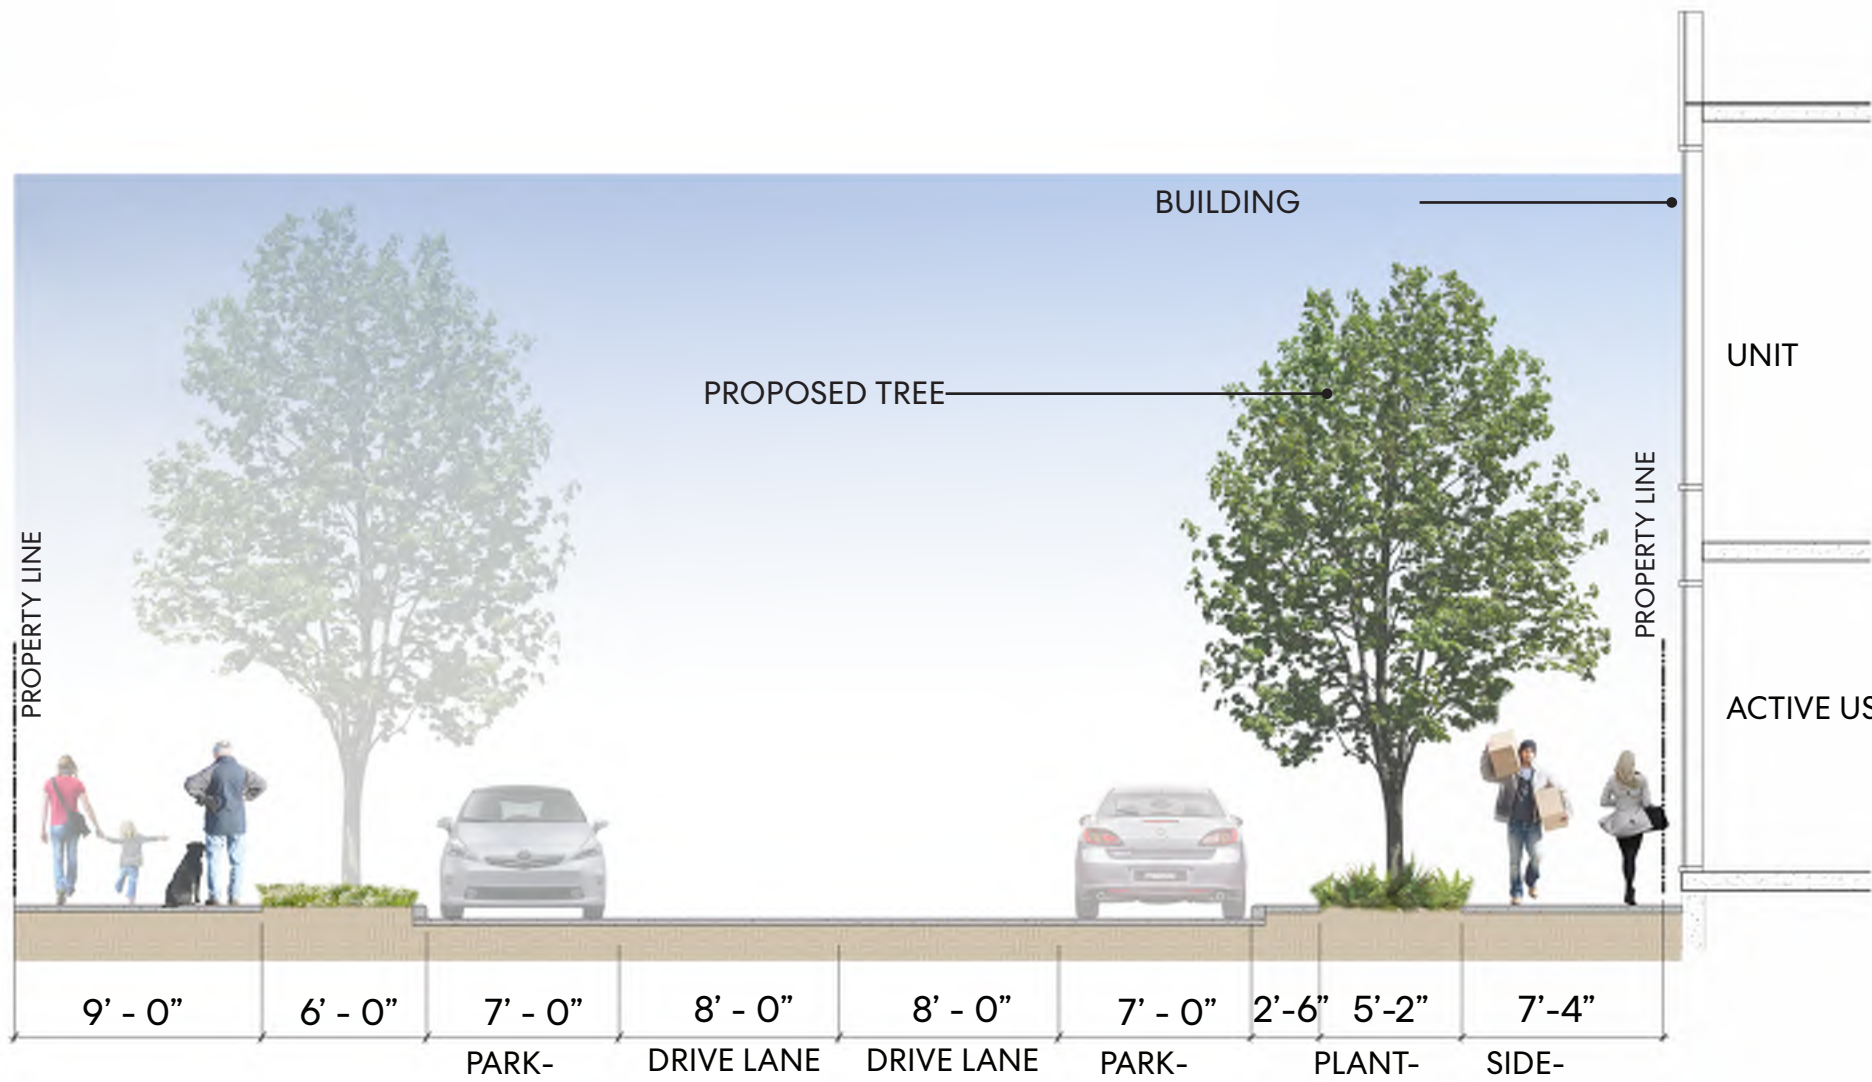 BUILDING
PROPOSED TREE
UNIT
PROPERTY LINE
PROPERTY LINE
ACTIVE US
9' - 0” 6' - 0” 7' - 0” 8' - 0” 8' - 0” 7' - 0” 2'-6” 5'-2” 7'-4”
PARK- DRIVE LANE DRIVE LANE PARK- PLANT- SIDE-